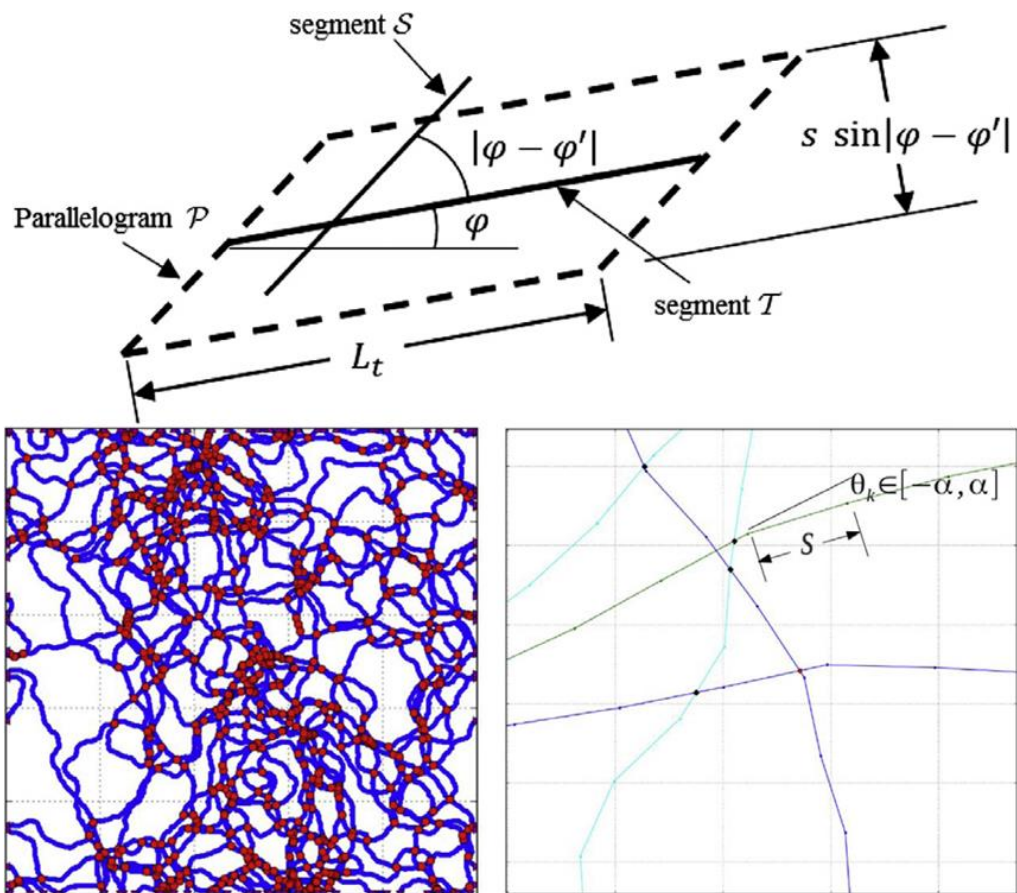 segment 𝒮
|φ − φ′|
s sin|φ − φ′|
Parallelogram 𝒫
φ
segment 𝒯
L_t
θ_k∈[−α, α]
S